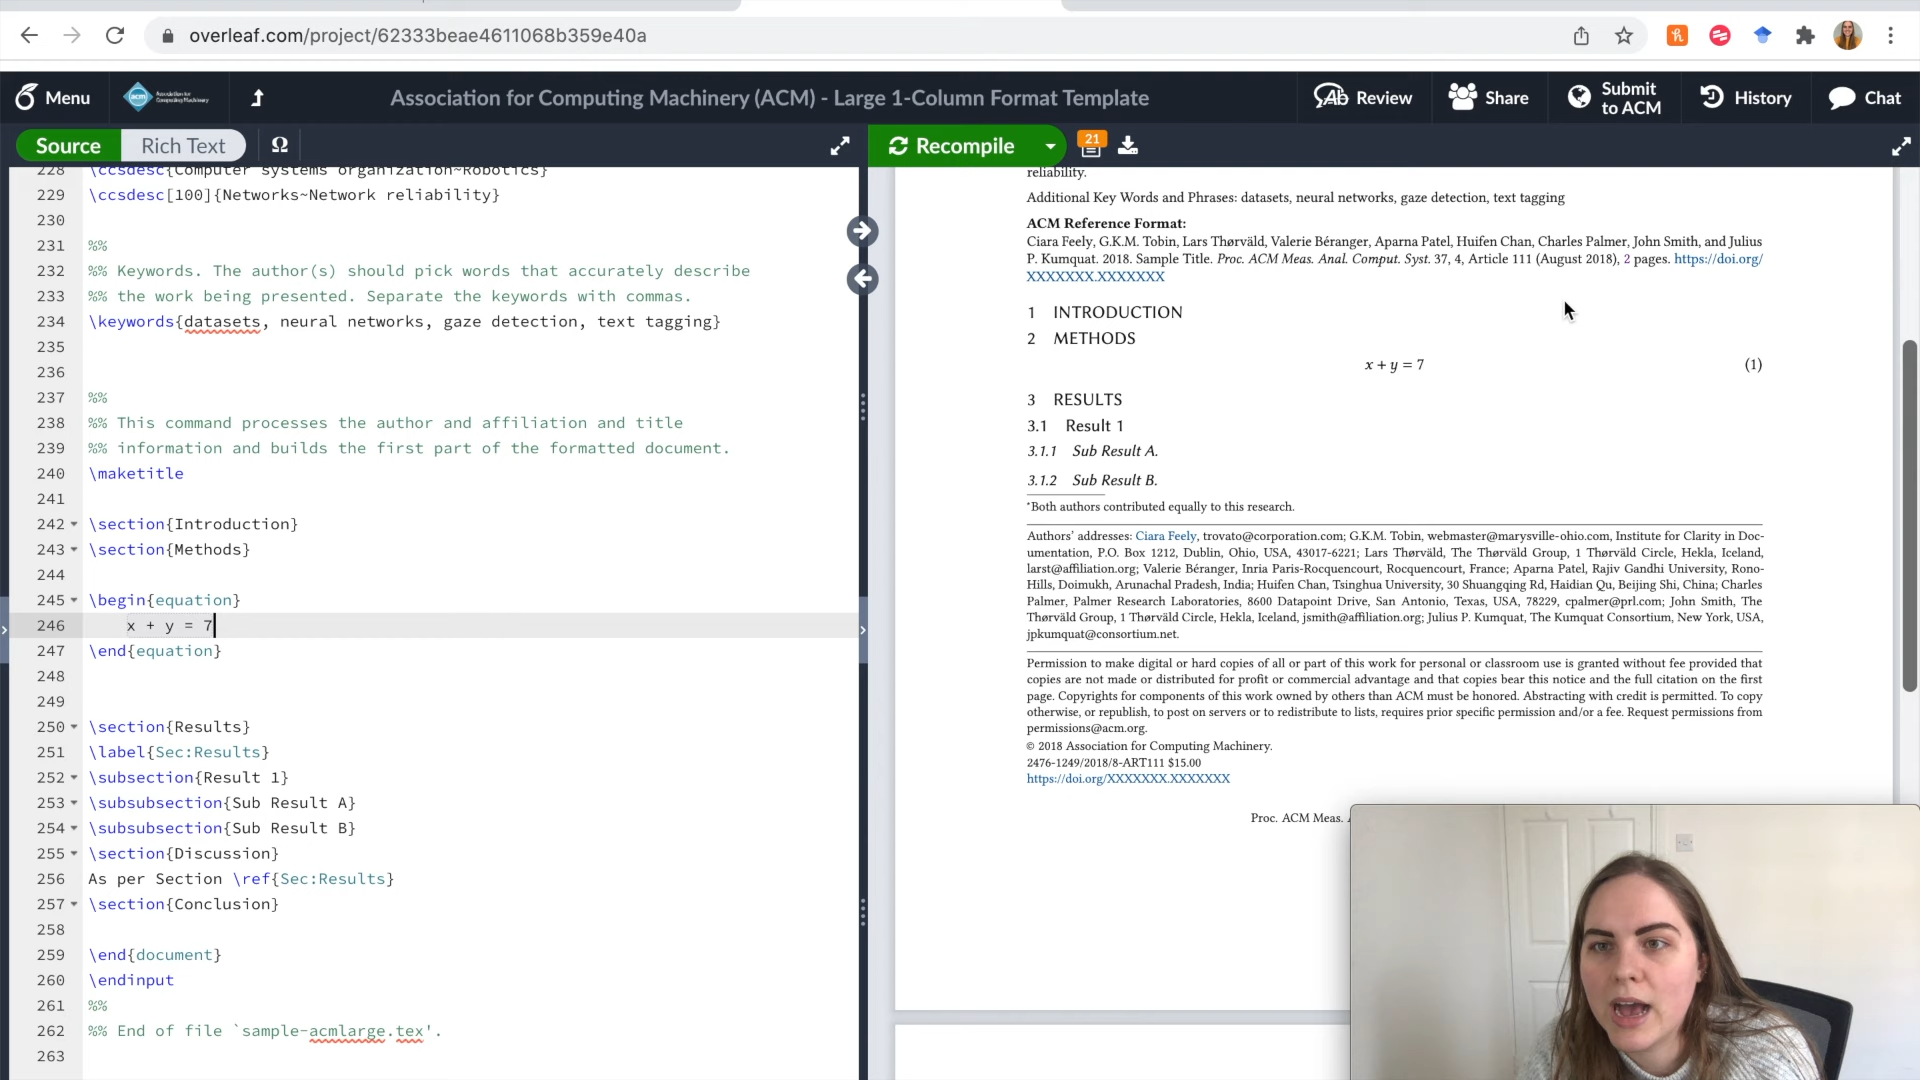 overleaf.com/project/62333beae4611068b359e40a
Menu
acm Association for
Computing Machinery
Association for Computing Machinery (ACM) - Large 1-Column Format Template
Review
Share
Submit
to ACM
History
Chat
Source
Rich Text
Ω
Recompile
21
228 \ccsdesc{Computer systems organization~Robotics}
229 \ccsdesc[100]{Networks~Network reliability}
230
231 %%
232 %% Keywords. The author(s) should pick words that accurately describe
233 %% the work being presented. Separate the keywords with commas.
234 \keywords{datasets, neural networks, gaze detection, text tagging}
235
236
237 %%
238 %% This command processes the author and affiliation and title
239 %% information and builds the first part of the formatted document.
240 \maketitle
241
242 \section{Introduction}
243 \section{Methods}
244
245 \begin{equation}
246 x + y = 7
247 \end{equation}
248
249
250 \section{Results}
251 \label{Sec:Results}
252 \subsection{Result 1}
253 \subsubsection{Sub Result A}
254 \subsubsection{Sub Result B}
255 \section{Discussion}
256 As per Section \ref{Sec:Results}
257 \section{Conclusion}
258
259 \end{document}
260 \endinput
261 %%
262 %% End of file `sample-acmlarge.tex'.
263
reliability.
Additional Key Words and Phrases: datasets, neural networks, gaze detection, text tagging
ACM Reference Format:
Ciara Feely, G.K.M. Tobin, Lars Thørväld, Valerie Béranger, Aparna Patel, Huifen Chan, Charles Palmer, John Smith, and Julius
P. Kumquat. 2018. Sample Title. Proc. ACM Meas. Anal. Comput. Syst. 37, 4, Article 111 (August 2018), 2 pages. https://doi.org/
XXXXXXX.XXXXXXX
1 INTRODUCTION
2 METHODS
x + y = 7 (1)
3 RESULTS
3.1 Result 1
3.1.1 Sub Result A.
3.1.2 Sub Result B.
*Both authors contributed equally to this research.
Authors' addresses: Ciara Feely, trovato@corporation.com; G.K.M. Tobin, webmaster@marysville-ohio.com, Institute for Clarity in Doc-
umentation, P.O. Box 1212, Dublin, Ohio, USA, 43017-6221; Lars Thørväld, The Thørväld Group, 1 Thørväld Circle, Hekla, Iceland,
larst@affiliation.org; Valerie Béranger, Inria Paris-Rocquencourt, Rocquencourt, France; Aparna Patel, Rajiv Gandhi University, Rono-
Hills, Doimukh, Arunachal Pradesh, India; Huifen Chan, Tsinghua University, 30 Shuangqing Rd, Haidian Qu, Beijing Shi, China; Charles
Palmer, Palmer Research Laboratories, 8600 Datapoint Drive, San Antonio, Texas, USA, 78229, cpalmer@prl.com; John Smith, The
Thørväld Group, 1 Thørväld Circle, Hekla, Iceland, jsmith@affiliation.org; Julius P. Kumquat, The Kumquat Consortium, New York, USA,
jpkumquat@consortium.net.
Permission to make digital or hard copies of all or part of this work for personal or classroom use is granted without fee provided that
copies are not made or distributed for profit or commercial advantage and that copies bear this notice and the full citation on the first
page. Copyrights for components of this work owned by others than ACM must be honored. Abstracting with credit is permitted. To copy
otherwise, or republish, to post on servers or to redistribute to lists, requires prior specific permission and/or a fee. Request permissions from
permissions@acm.org.
© 2018 Association for Computing Machinery.
2476-1249/2018/8-ART111 $15.00
https://doi.org/XXXXXXX.XXXXXXX
Proc. ACM Meas.